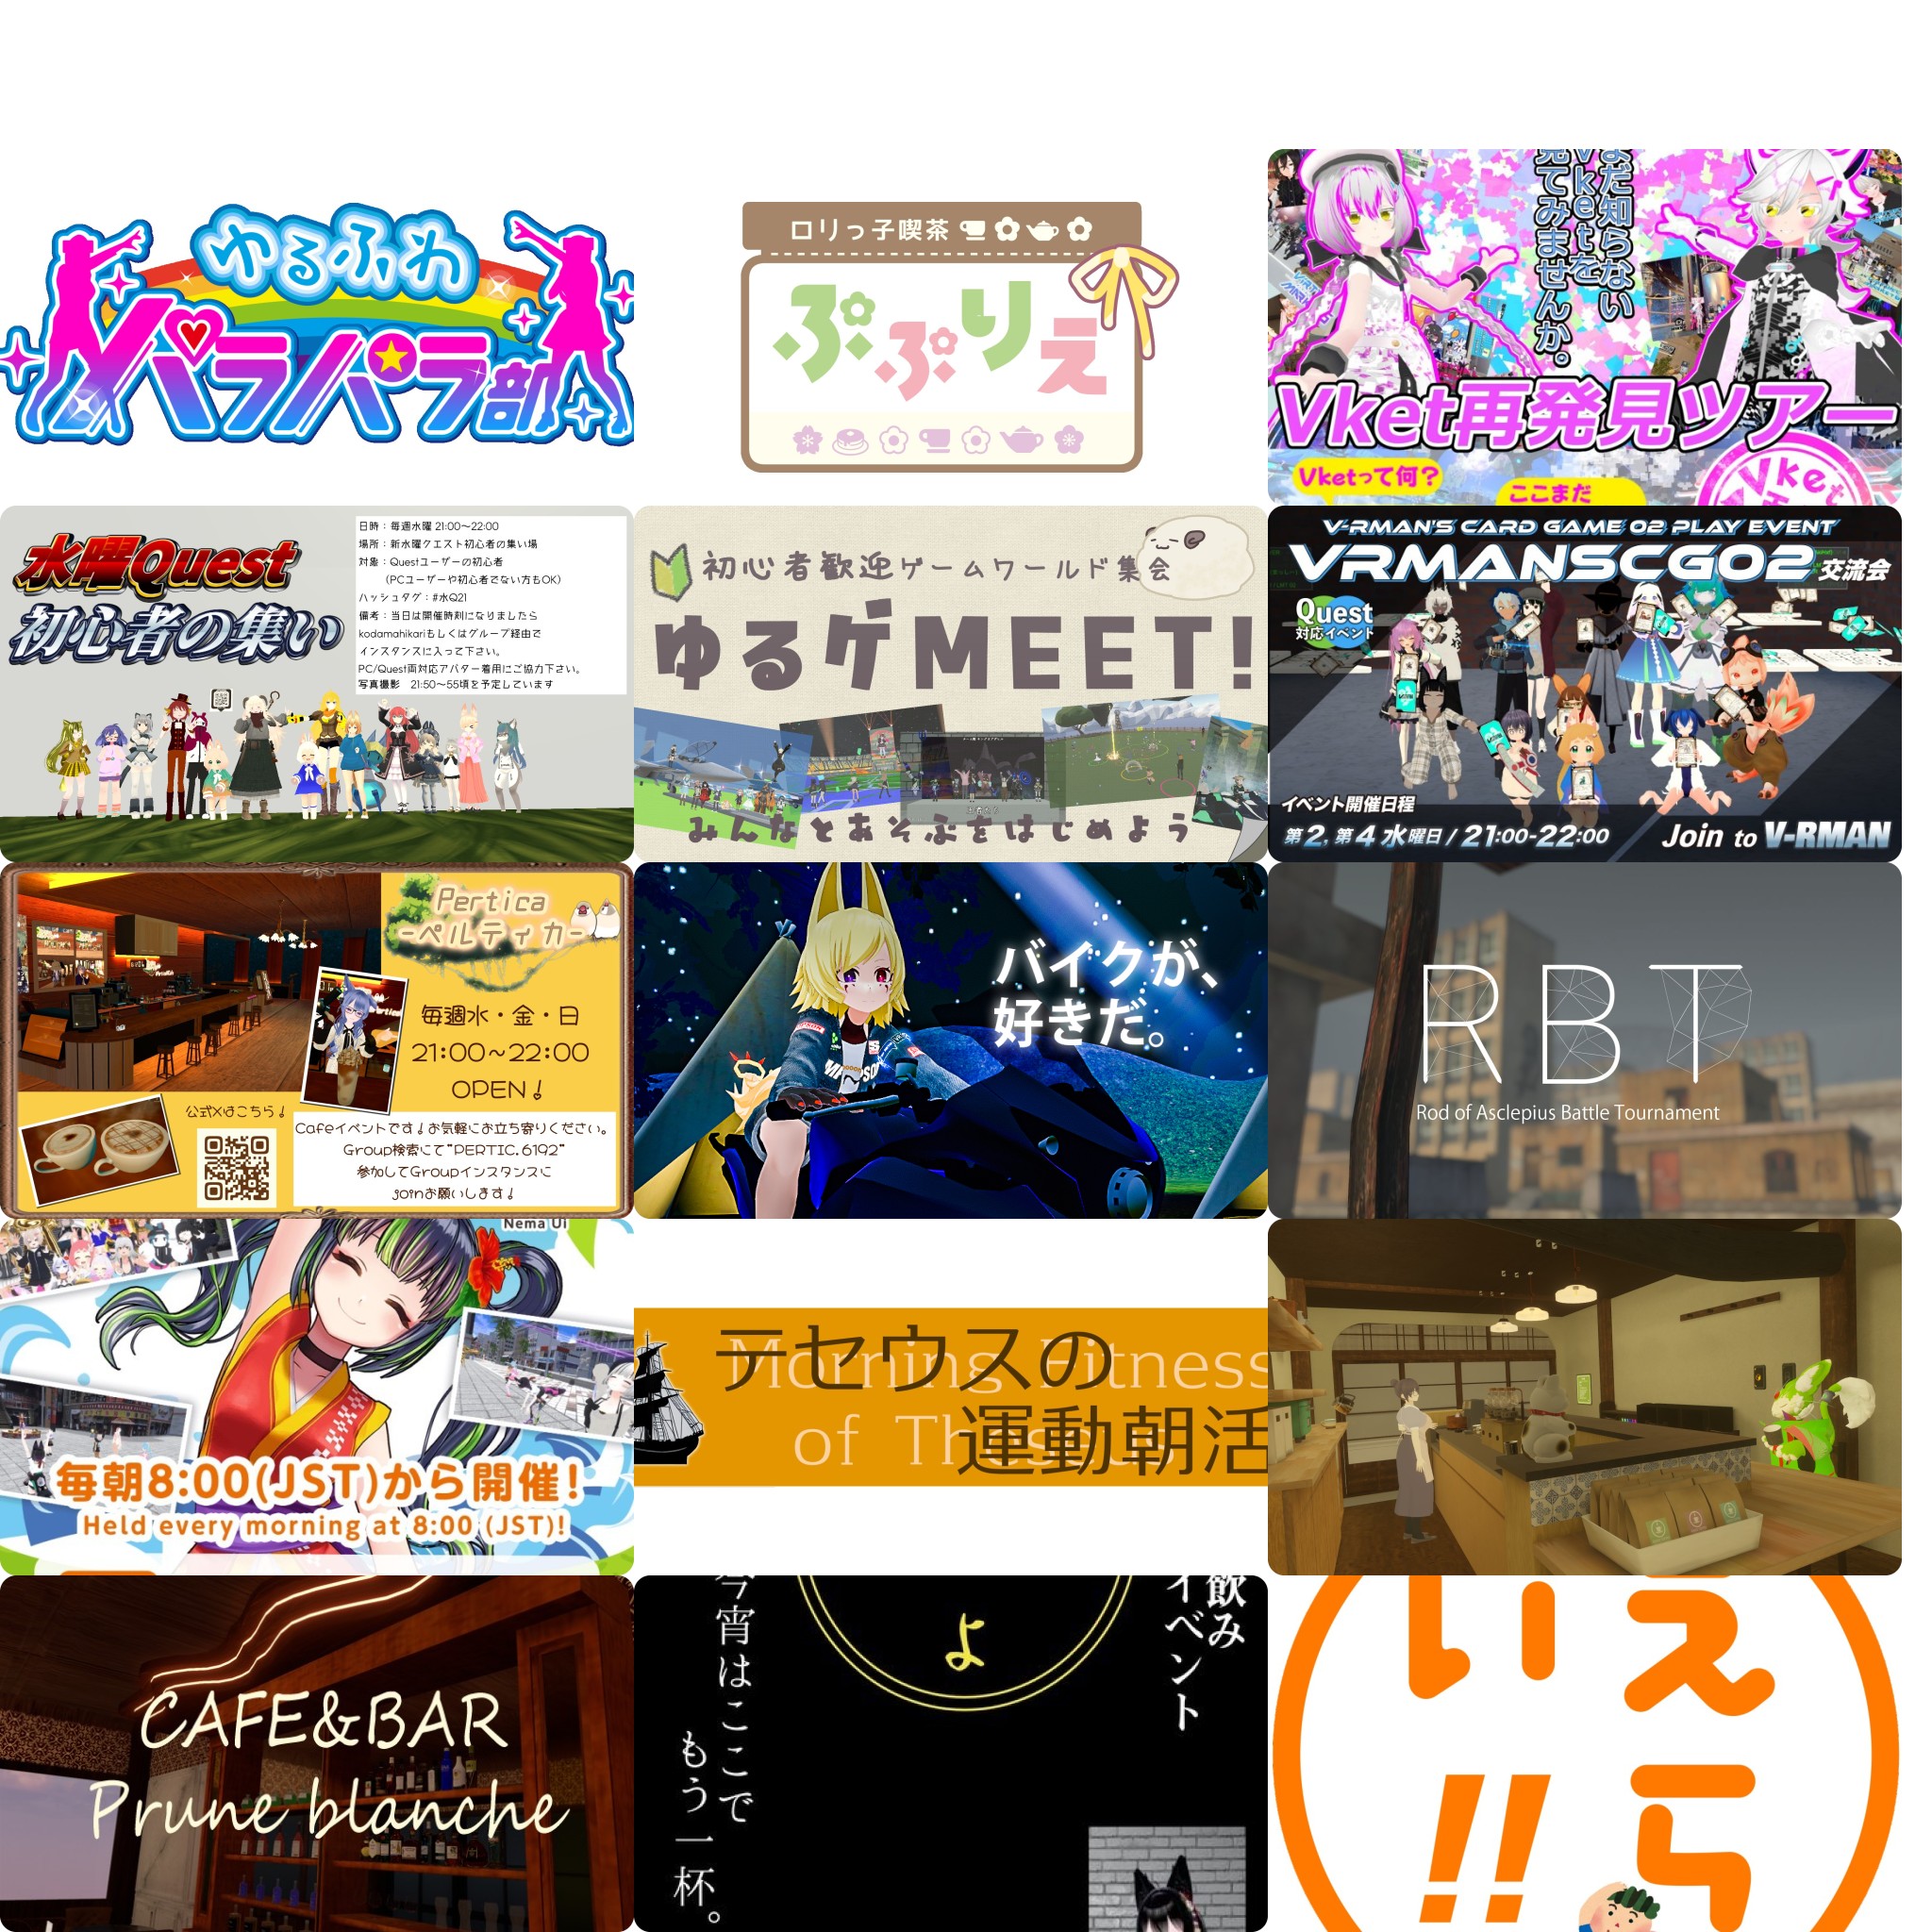 ゆるふわ
パラパラ部
ロリっ子喫茶
ぷぷりえ
まだ知らない
Vketを
見てみませんか。
Vket再発見ツアー
Vketって何？
ここまだ
Vket
水曜Quest
初心者の集い
日時：毎週水曜 21:00～22:00
場所：新水曜クエスト初心者の集い場
対象：Questユーザーの初心者
（PCユーザーや初心者でない方もOK）
ハッシュタグ：#水Q21
備考：当日は開催時刻になりましたら
kodamahikariもしくはグループ経由で
インスタンスに入って下さい。
PC/Quest両対応アバター着用にご協力下さい。
写真撮影　21:50～55頃を予定しています
初心者歓迎ゲームワールド集会
ゆるゲMEET!
みんなとあそぶをはじめよう
V-RMAN'S CARD GAME 02 PLAY EVENT
VRMANSCG02 交流会
Quest
対応イベント
イベント開催日程
第2, 第4 水曜日 / 21:00-22:00
Join to V-RMAN
Pertica
-ペルティカ-
毎週水・金・日
21:00~22:00
OPEN！
公式Xはこちら！
Cafeイベントです！お気軽にお立ち寄りください。
Group検索にて"PERTIC.6192"
参加してGroupインスタンスに
joinお願いします！
バイクが、
好きだ。
RBT
Rod of Asclepius Battle Tournament
Nema Ui
毎朝8:00(JST)から開催!
Held every morning at 8:00 (JST)!
テセウスの
運動朝活
Morning Fitness
of Theseus
CAFE&BAR
Prune blanche
飲み
イベント
よ
今宵はここで
もう一杯。
えら
い!!